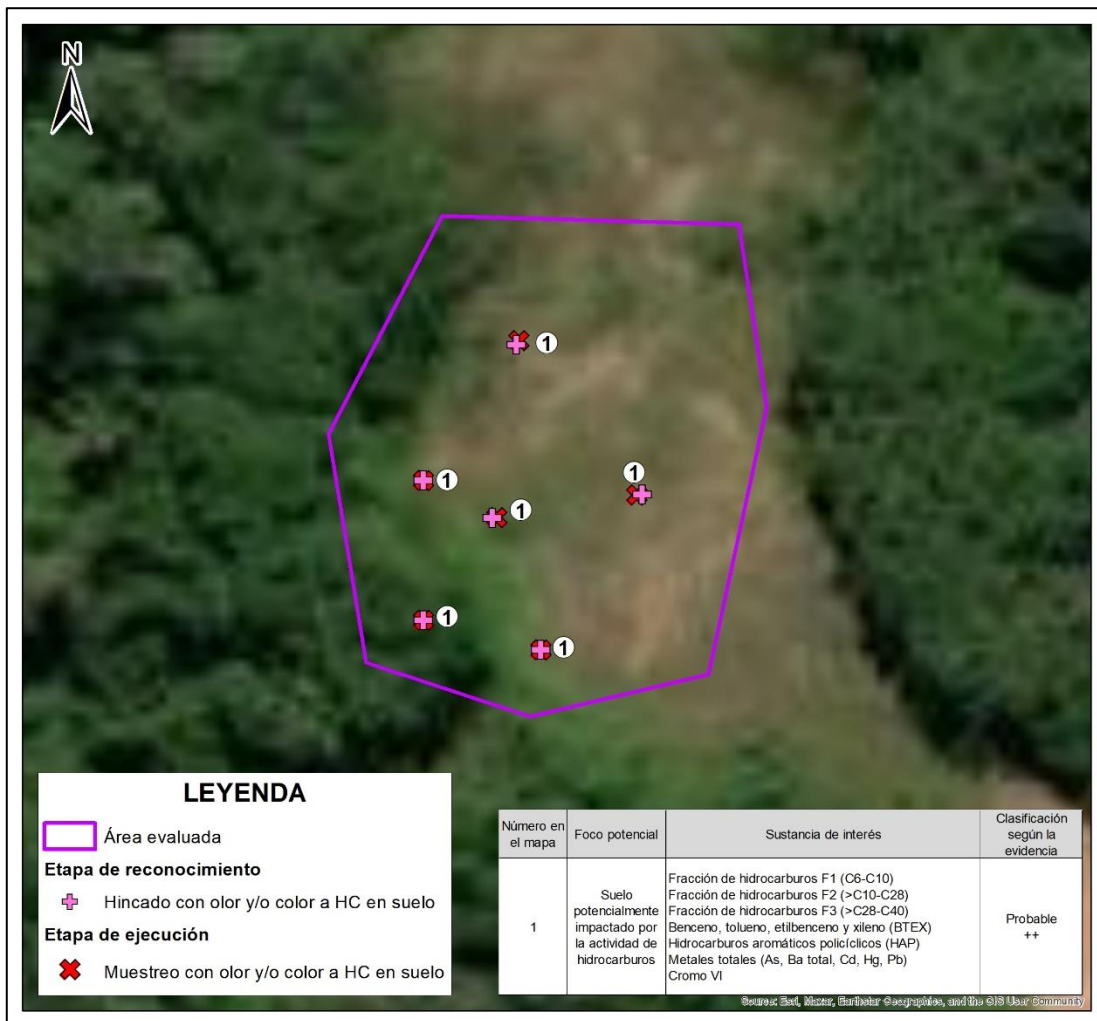 N
1
1
1
1
1
1
LEYENDA
Área evaluada
Etapa de reconocimiento
Hincado con olor y/o color a HC en suelo
Etapa de ejecución
Muestreo con olor y/o color a HC en suelo
Número en el mapa
Foco potencial
Sustancia de interés
Clasificación según la evidencia
1
Suelo potencialmente impactado por la actividad de hidrocarburos
Fracción de hidrocarburos F1 (C6-C10)
Fracción de hidrocarburos F2 (>C10-C28)
Fracción de hidrocarburos F3 (>C28-C40)
Benceno, tolueno, etilbenceno y xileno (BTEX)
Hidrocarburos aromáticos policíclicos (HAP)
Metales totales (As, Ba total, Cd, Hg, Pb)
Cromo VI
Probable
++
Source: Esri, Maxar, Earthstar Geographics, and the GIS User Community